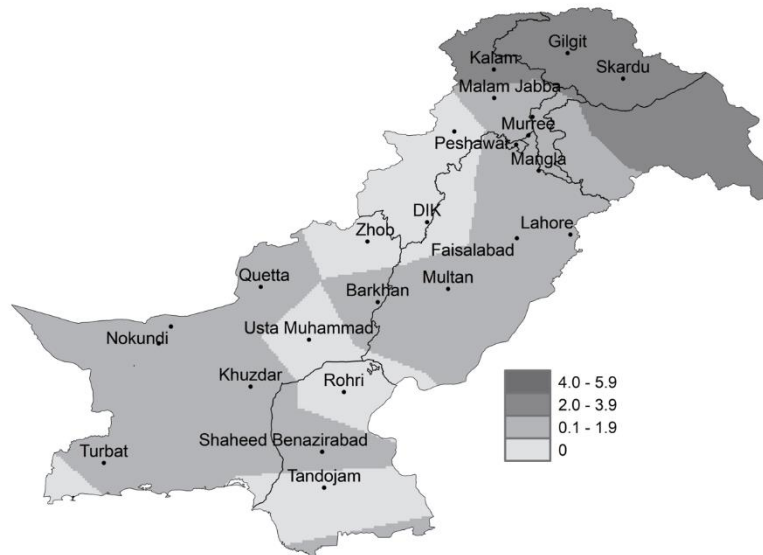 Gilgit
Kalam
Skardu
Malam Jabba
Murree
Peshawar
Mangla
DIK
Zhob
Lahore
Faisalabad
Quetta
Multan
Barkhan
Usta Muhammad
Nokundi
Khuzdar
Rohri
4.0 - 5.9
2.0 - 3.9
0.1 - 1.9
0
Shaheed Benazirabad
Turbat
Tandojam